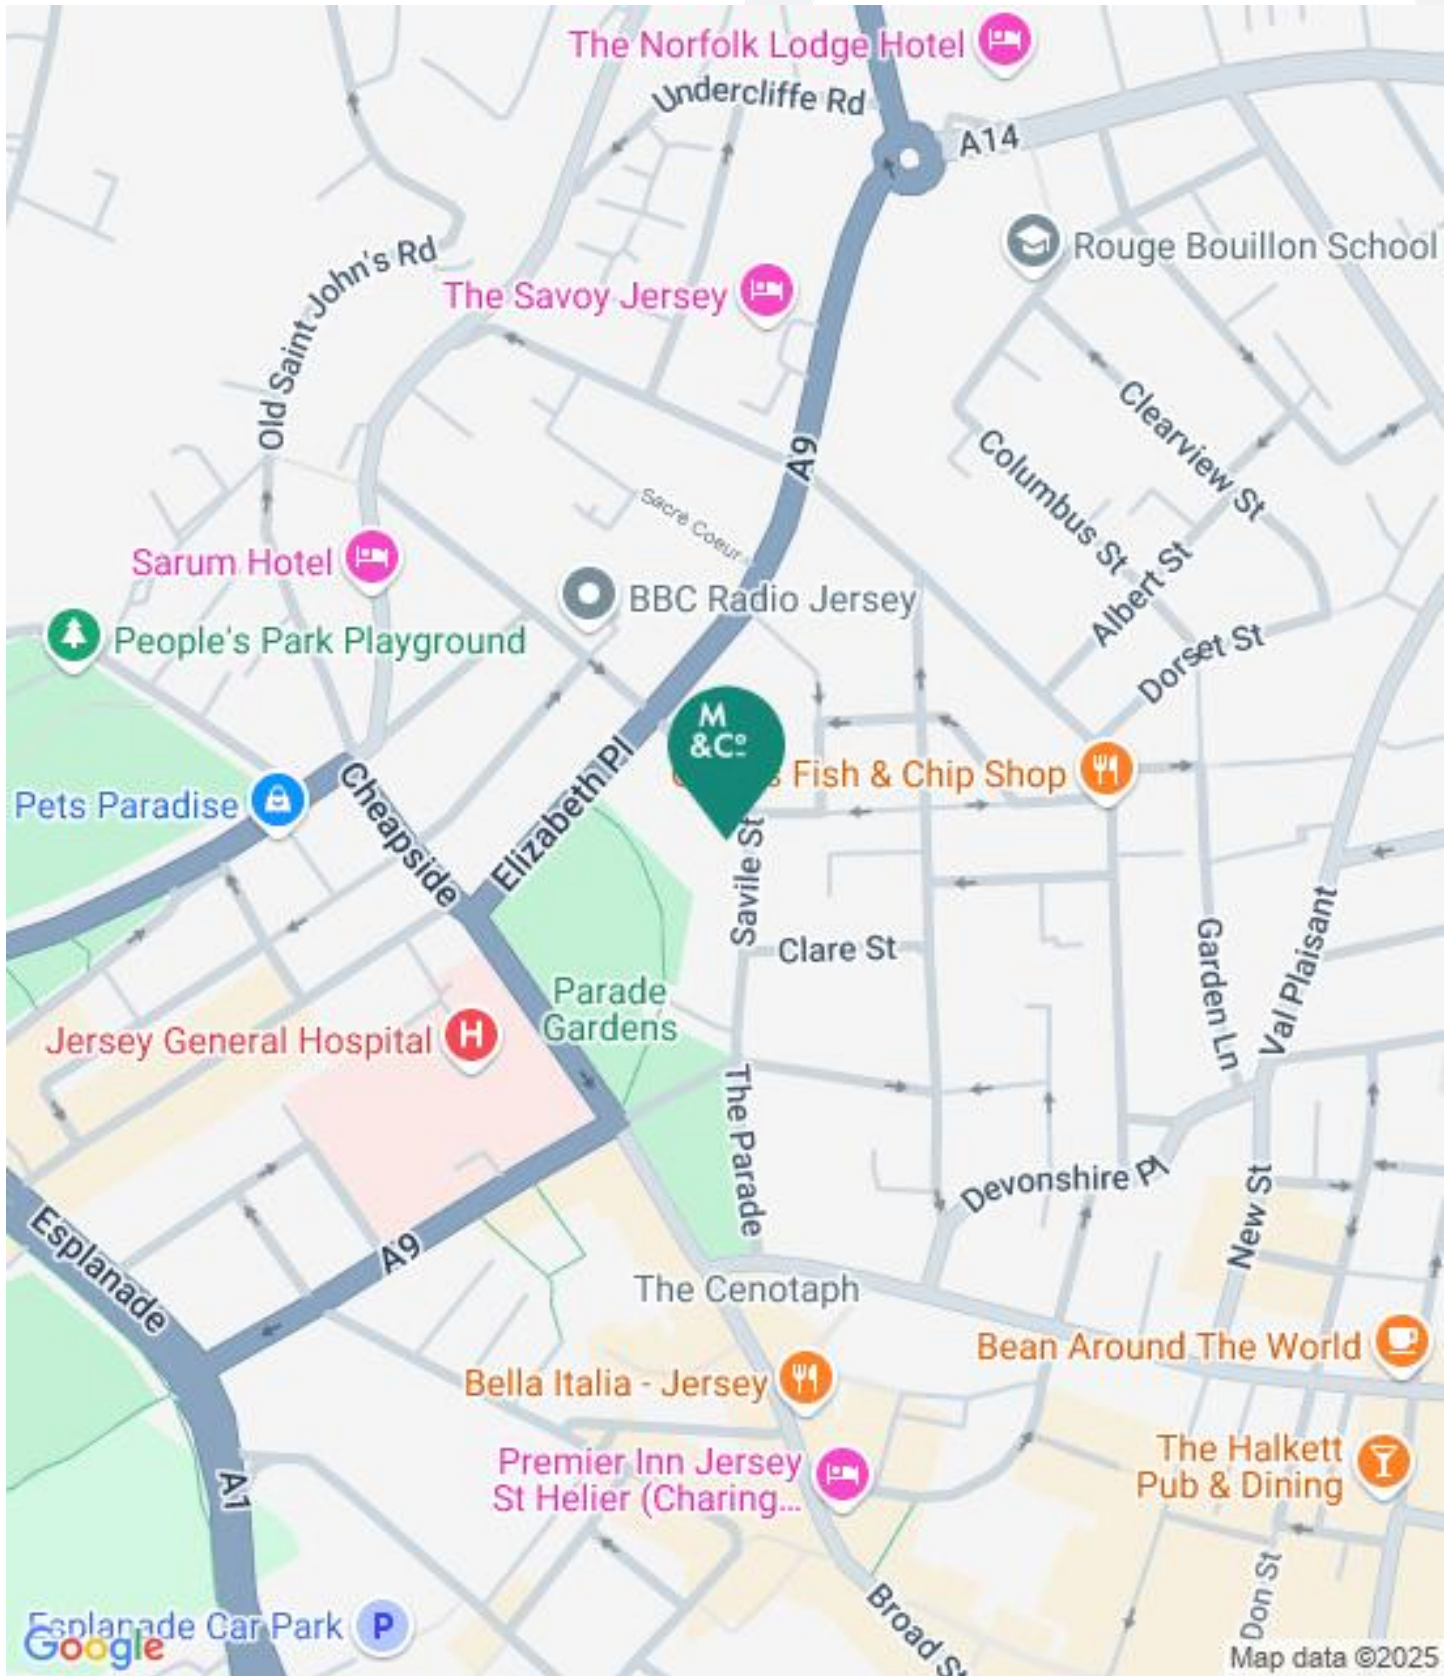 The Norfolk Lodge Hotel
Undercliffe Rd
A14
Rouge Bouillon School
Old Saint John's Rd
The Savoy Jersey
A9
Clearview St
Columbus St
Sacré Coeur
Albert St
Sarum Hotel
BBC Radio Jersey
People's Park Playground
Dorset St
M
&Co
Fish & Chip Shop
Elizabeth Pl
Pets Paradise
Cheapside
Savile St
Clare St
Garden Ln
Val Plaisant
Parade
Gardens
Jersey General Hospital
H
The Parade
Devonshire Pl
New St
Esplanade
A9
The Cenotaph
Bean Around The World
Bella Italia - Jersey
The Halkett
Pub & Dining
Premier Inn Jersey
St Helier (Charing...
A1
Don St
Broad St
Esplanade Car Park
P
Google
Map data ©2025